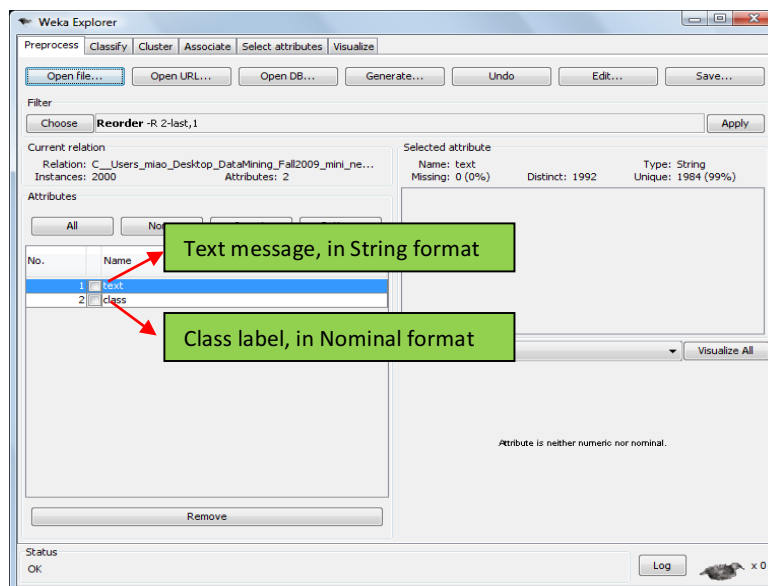 Weka Explorer
Preprocess Classify Cluster Associate Select attributes Visualize
Open file... Open URL... Open DB... Generate... Undo Edit... Save...
Filter
Choose Reorder -R 2-last,1 Apply
Current relation
Relation: C__Users_miao_Desktop_DataMining_Fall2009_mini_ne...
Instances: 2000 Attributes: 2
Selected attribute
Name: text Type: String
Missing: 0 (0%) Distinct: 1992 Unique: 1984 (99%)
Attributes
All
No. Name
1 text
2 class
Text message, in String format
Class label, in Nominal format
Visualize All
Attribute is neither numeric nor nominal.
Remove
Status
OK
Log x 0